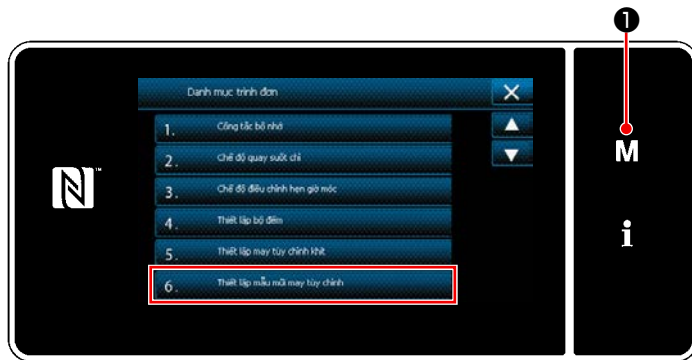 ❶
Danh mục trình đơn
1. Công tắc bộ nhớ
2. Chế độ quay suốt chỉ
3. Chế độ điều chỉnh hẹn giờ móc
4. Thiết lập bộ đếm
5. Thiết lập may tùy chỉnh khít
6. Thiết lập mẫu mũi may tùy chỉnh
M
i
N™